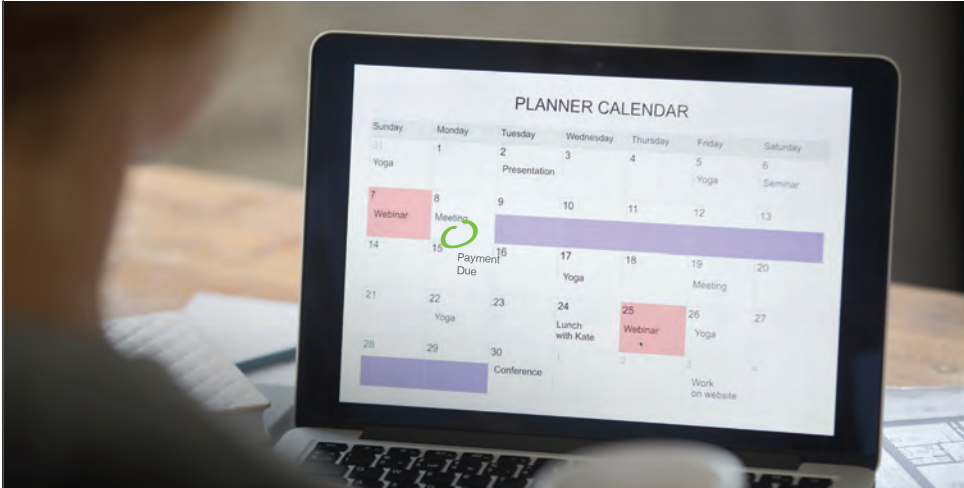 PLANNER CALENDAR
Sunday Monday Tuesday Wednesday Thursday Friday Saturday
31 1 2 3 4 5 6
Yoga Presentation Yoga Seminar
7 8 9 10 11 12 13
Webinar Meeting
14 15 16 17 18 19 20
Payment
Due
Yoga Meeting
21 22 23 24 25 26 27
Yoga Lunch
with Kate Webinar Yoga
28 29 30 1 2 3
Conference Work
on website